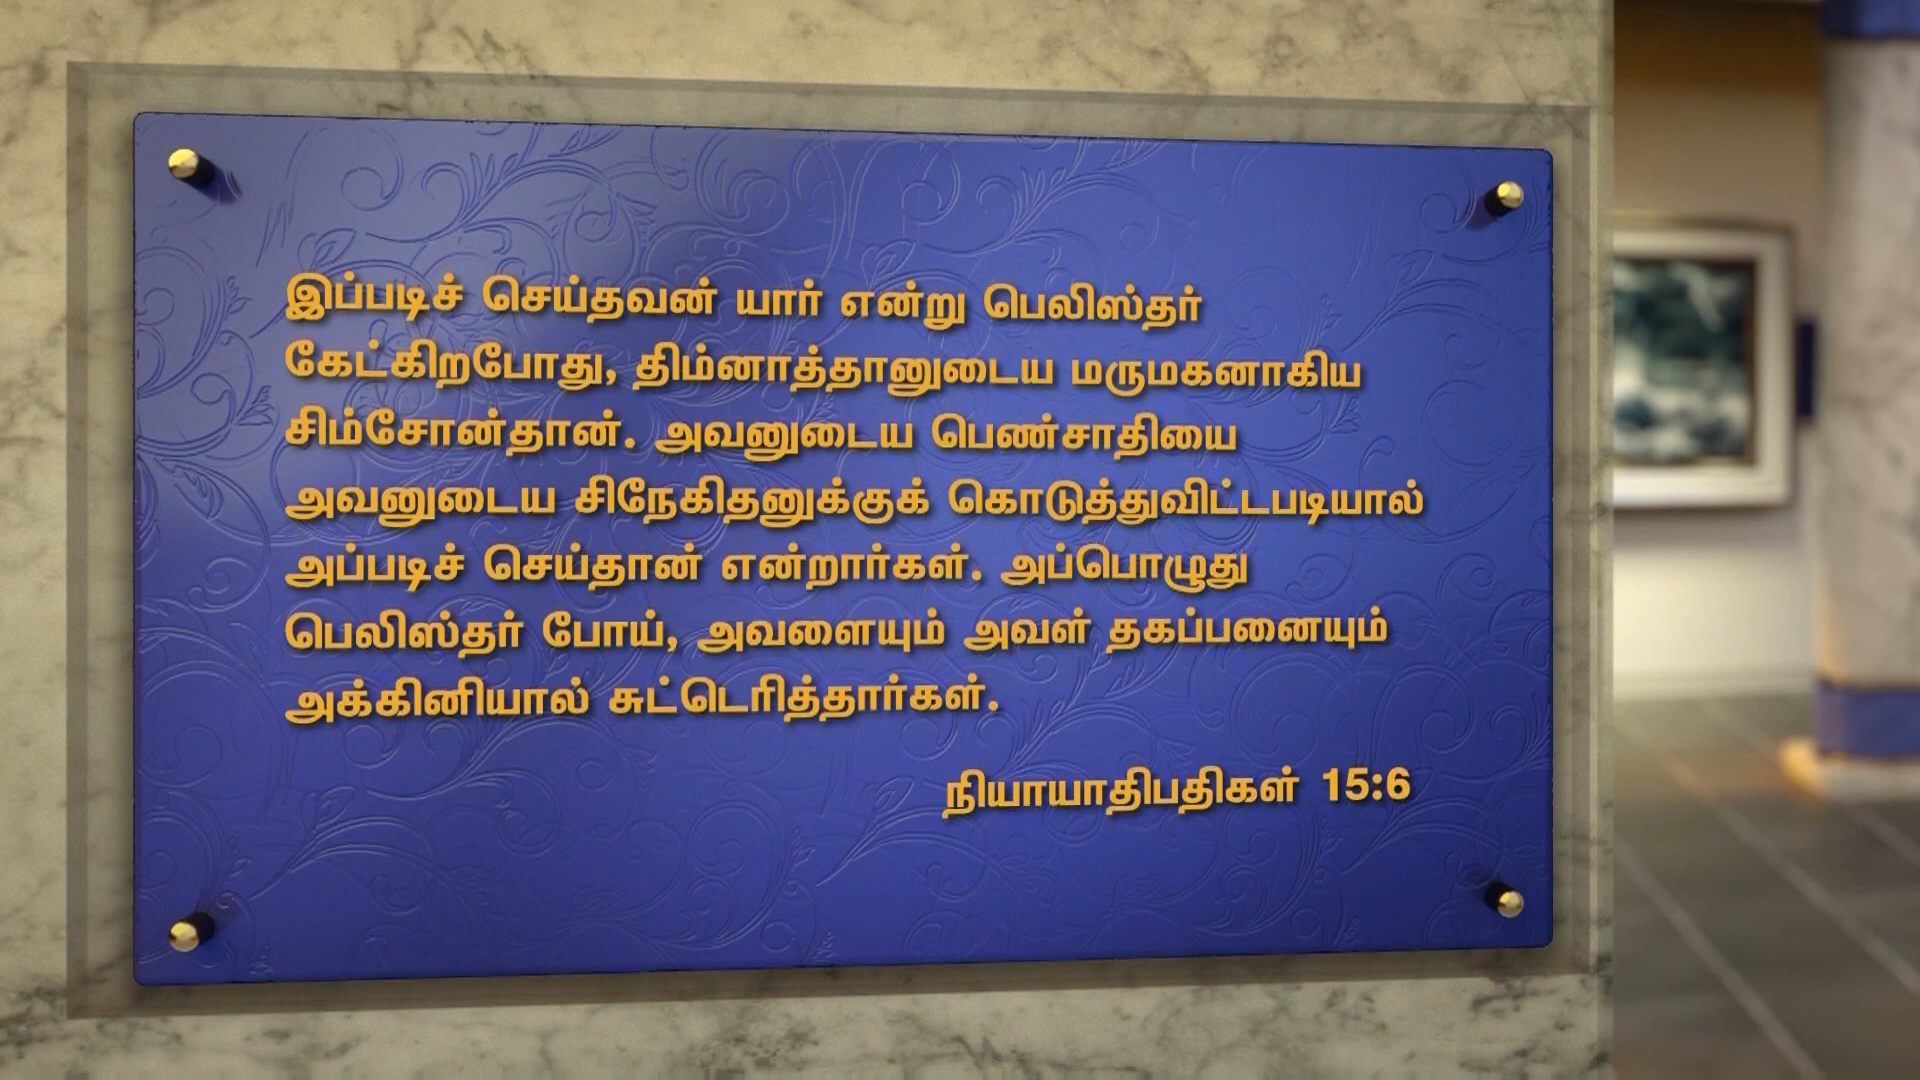 இப்படிச் செய்தவன் யார் என்று பெலிஸ்தர்
கேட்கிறபோது, திம்னாத்தானுடைய மருமகனாகிய
சிம்சோன்தான். அவனுடைய பெண்சாதியை
அவனுடைய சிநேகிதனுக்குக் கொடுத்துவிட்டபடியால்
அப்படிச் செய்தான் என்றார்கள். அப்பொழுது
பெலிஸ்தர் போய், அவளையும் அவள் தகப்பனையும்
அக்கினியால் சுட்டெரித்தார்கள்.
நியாயாதிபதிகள் 15:6